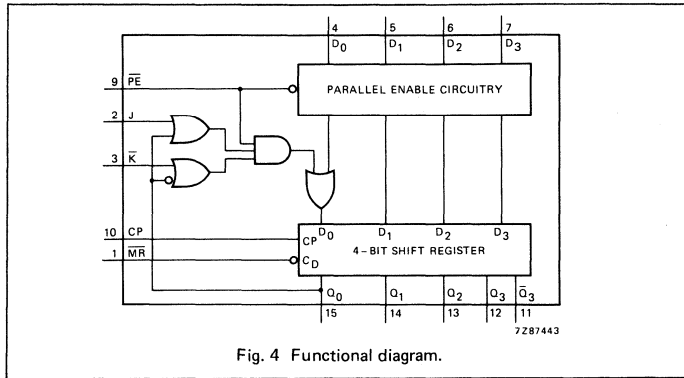 4 5 6 7
D0 D1 D2 D3
9 PE
PARALLEL ENABLE CIRCUITRY
2 J
3 K
D0 D1 D2 D3
10 CP CP
4-BIT SHIFT REGISTER
1 MR CD
Q0 Q1 Q2 Q3 Q̅3
15 14 13 12 11
7Z87443
Fig. 4 Functional diagram.